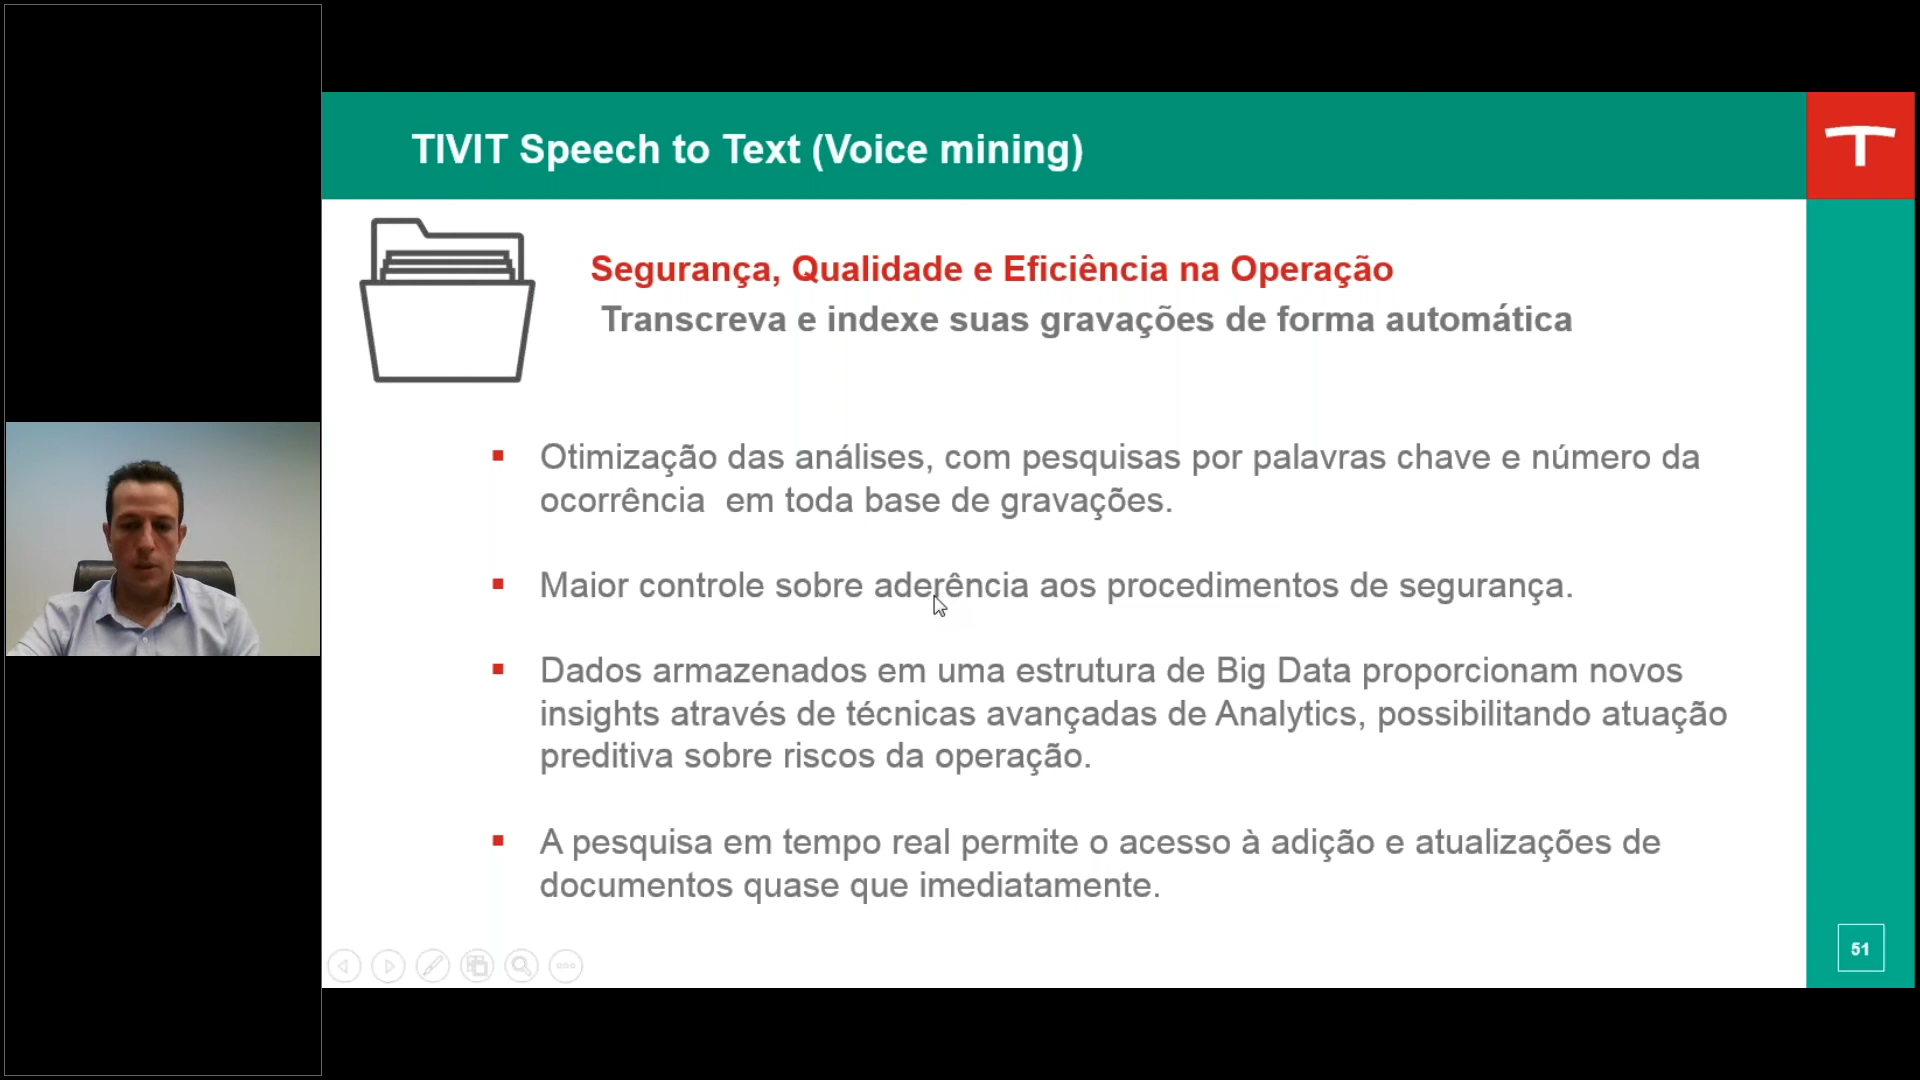 TIVIT Speech to Text (Voice mining)
Segurança, Qualidade e Eficiência na Operação
Transcreva e indexe suas gravações de forma automática
Otimização das análises, com pesquisas por palavras chave e número da
ocorrência  em toda base de gravações.
Maior controle sobre aderência aos procedimentos de segurança.
Dados armazenados em uma estrutura de Big Data proporcionam novos
insights através de técnicas avançadas de Analytics, possibilitando atuação
preditiva sobre riscos da operação.
A pesquisa em tempo real permite o acesso à adição e atualizações de
documentos quase que imediatamente.
51